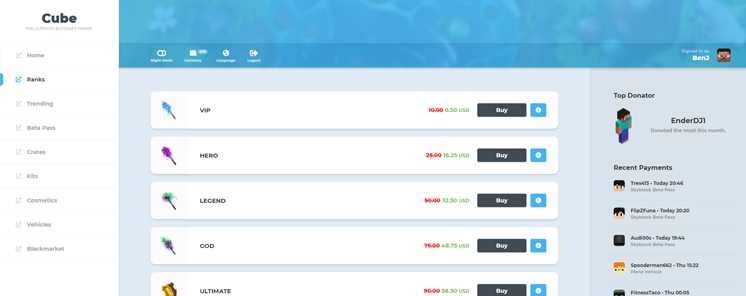 Cube
THE ULTIMATE BUYCRAFT THEME.
Home
Ranks
Trending
Beta Pass
Crates
Kits
Cosmetics
Vehicles
Blackmarket
Night Mode
Currency
Language
Logout
Signed in as
BenJ
VIP
10.00 6.50 USD
Buy
HERO
25.00 16.25 USD
Buy
LEGEND
50.00 32.50 USD
Buy
GOD
75.00 48.75 USD
Buy
ULTIMATE
90.00 58.50 USD
Buy
Top Donator
EnderDJ1
Donated the most this month.
Recent Payments
Trex413 • Today 20:46
Skyblock Beta Pass
FlipZFuna • Today 20:20
Skyblock Beta Pass
Audi00s • Today 19:44
Skyblock Beta Pass
Spooderman662 • Thu 15:22
Plane Vehicle
FitnessTaco • Thu 00:05